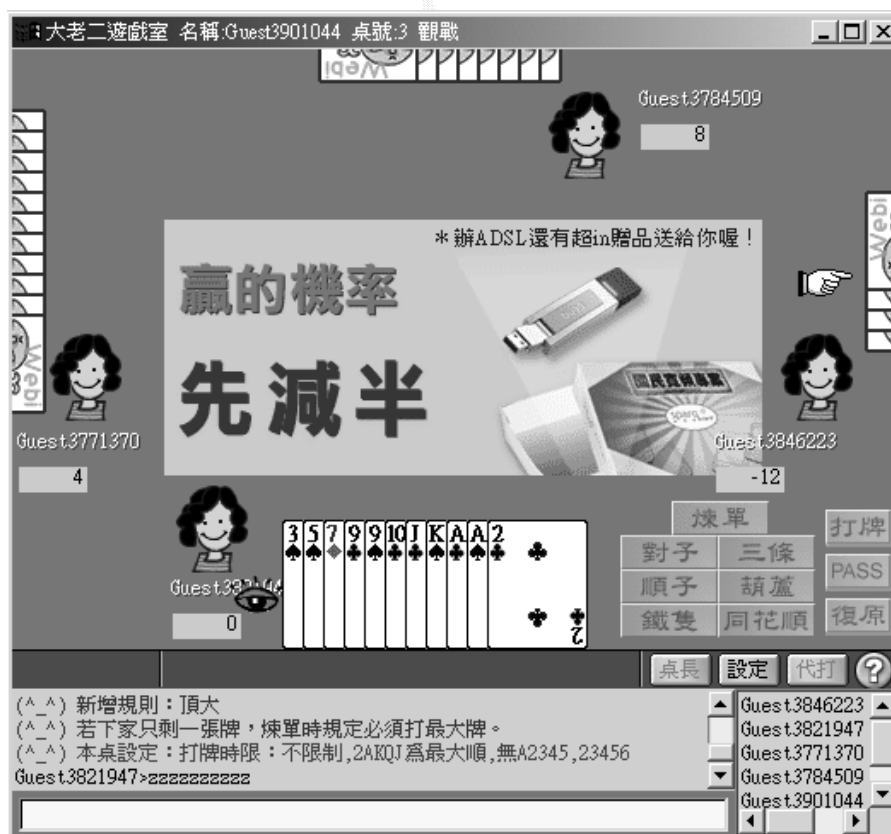 大老二遊戲室 名稱:Guest3901044 桌號:3 觀戰
Webi
Guest3784509
8
Webi
Webi
*辦ADSL還有超in贈品送給你喔！
贏的機率
先減半
Guest3771370
4
Guest3846223
-12
3 5 7 9 9 10 J K A A 2
2
0
煉單
對子 三條
順子 葫蘆
鐵隻 同花順
打牌
PASS
復原
桌長 設定 代打 ?
(^_^) 新增規則：頂大
(^_^) 若下家只剩一張牌，煉單時規定必須打最大牌。
(^_^) 本桌設定：打牌時限：不限制,2AKQJ爲最大順,無A2345,23456
Guest3821947>zzzzzzzzzzz
Guest3846223
Guest3821947
Guest3771370
Guest3784509
Guest3901044